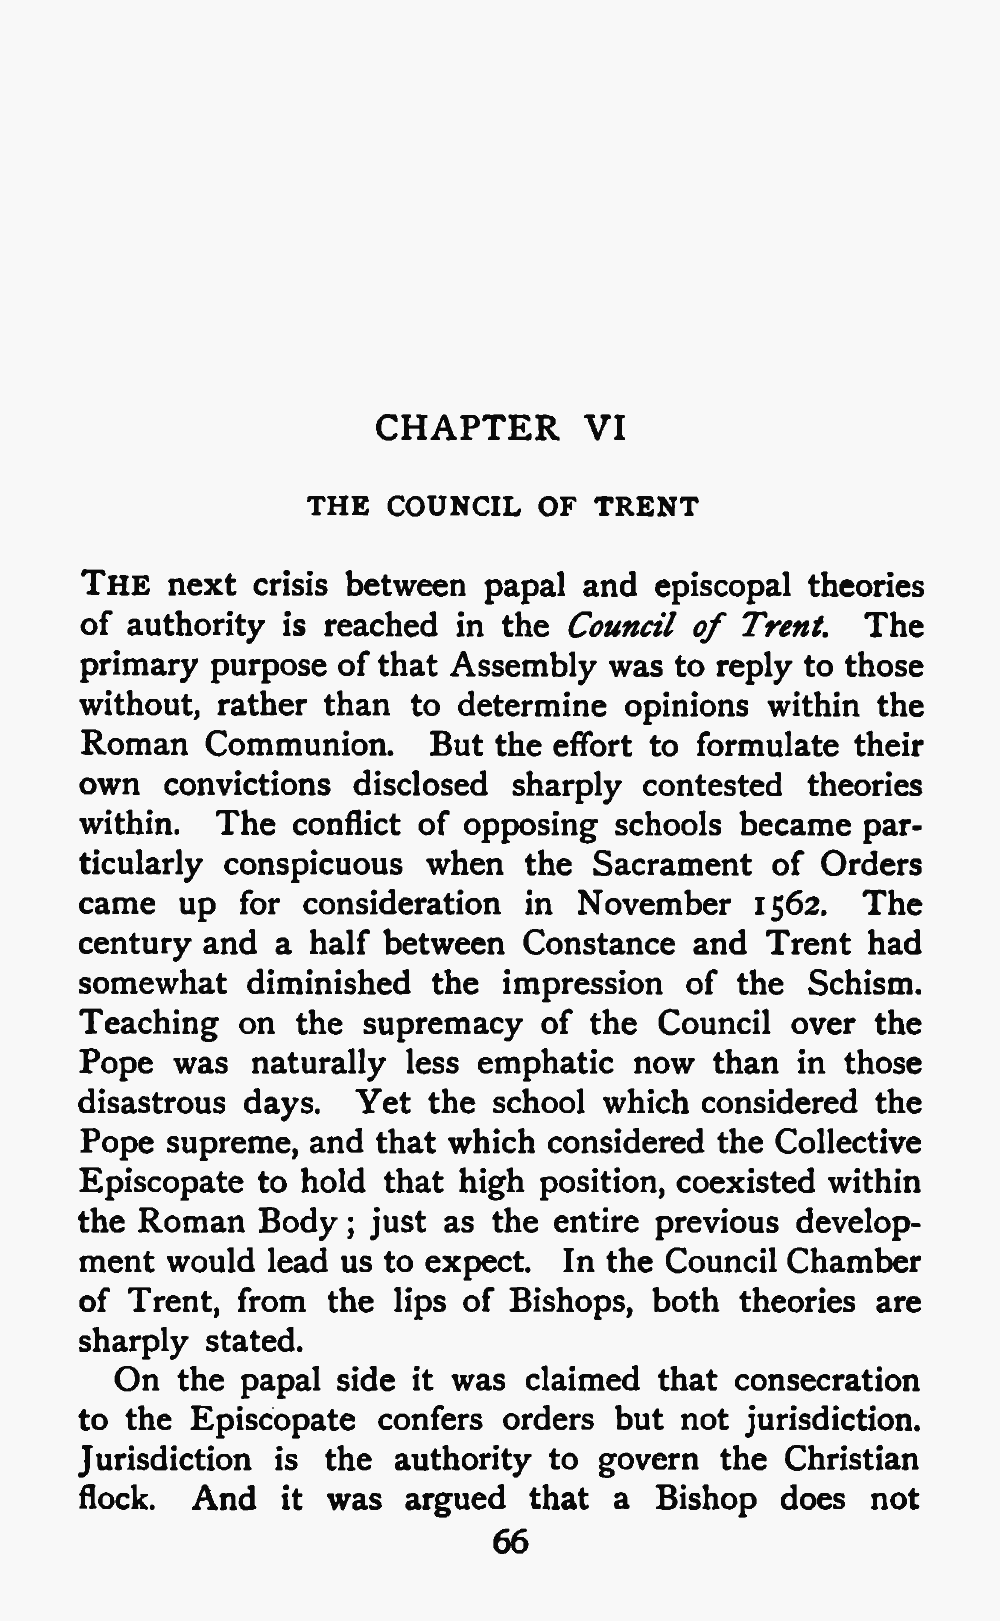 CHAPTER VI
THE COUNCIL OF TRENT
THE next crisis between papal and episcopal theories
of authority is reached in the Council of Trent. The
primary purpose of that Assembly was to reply to those
without, rather than to determine opinions within the
Roman Communion. But the effort to formulate their
own convictions disclosed sharply contested theories
within. The conflict of opposing schools became par-
ticularly conspicuous when the Sacrament of Orders
came up for consideration in November 1562. The
century and a half between Constance and Trent had
somewhat diminished the impression of the Schism.
Teaching on the supremacy of the Council over the
Pope was naturally less emphatic now than in those
disastrous days. Yet the school which considered the
Pope supreme, and that which considered the Collective
Episcopate to hold that high position, coexisted within
the Roman Body ; just as the entire previous develop-
ment would lead us to expect. In the Council Chamber
of Trent, from the lips of Bishops, both theories are
sharply stated.
On the papal side it was claimed that consecration
to the Episcopate confers orders but not jurisdiction.
Jurisdiction is the authority to govern the Christian
flock. And it was argued that a Bishop does not
66